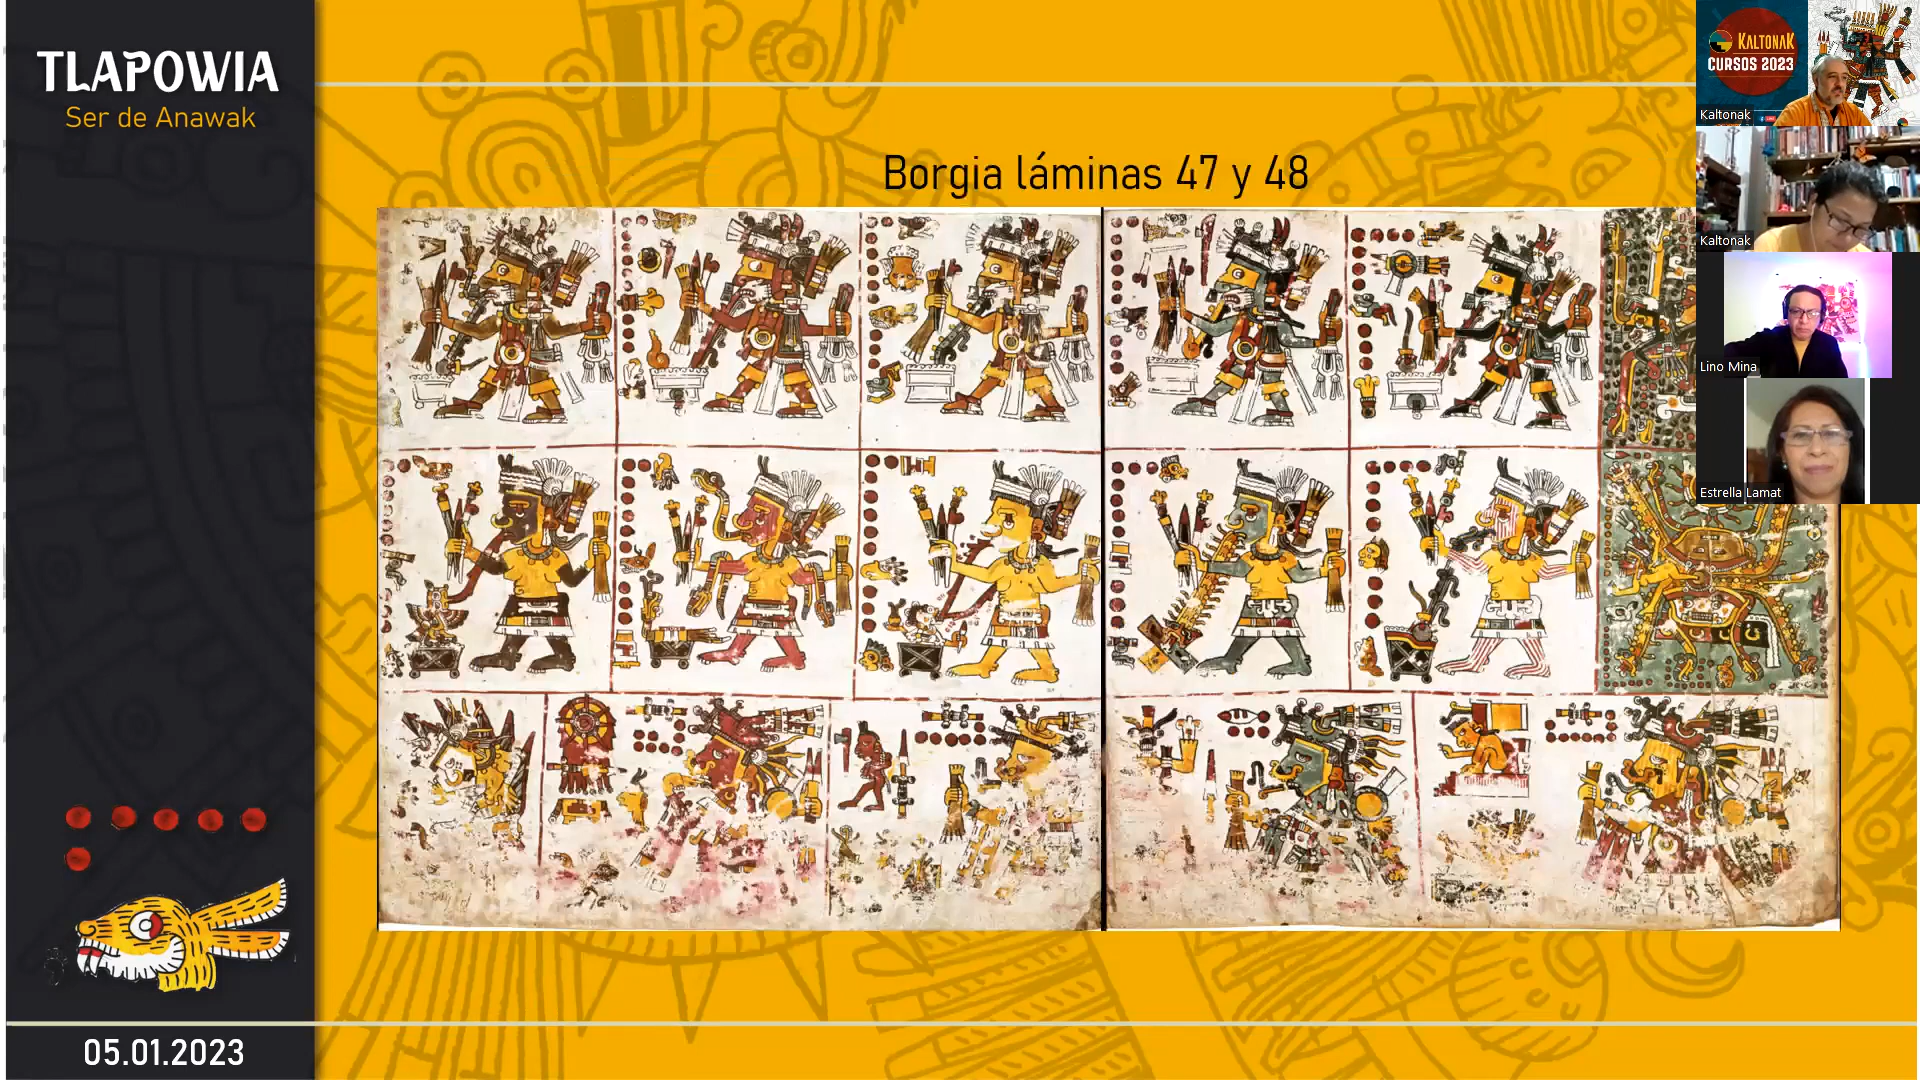 TLAPOWIA
Ser de Anawak
Borgia láminas 47 y 48
05.01.2023
KALTONAK
CURSOS 2023
Kaltonak
Kaltonak
Lino Mina
Estrella Lamat